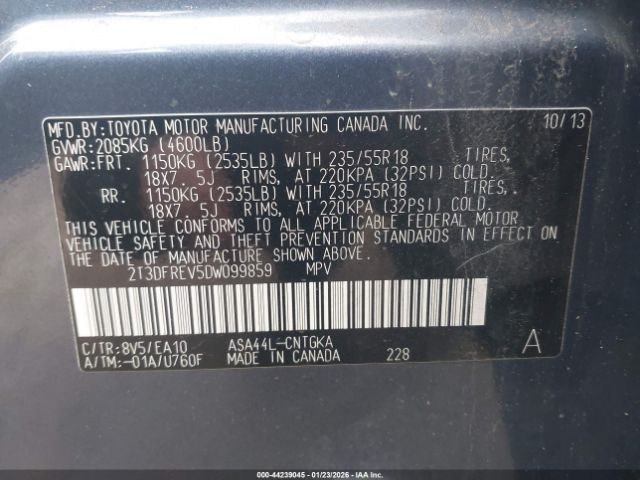 MFD.BY:TOYOTA MOTOR MANUFACTURING CANADA INC. 10/13
GVWR:2085KG (4600LB)
GAWR:FRT. 1150KG (2535LB) WITH 235/55R18 TIRES,
18X7. 5J RIMS, AT 220KPA (32PSI) COLD.
RR. 1150KG (2535LB) WITH 235/55R18 TIRES,
18X7. 5J RIMS, AT 220KPA (32PSI) COLD.
THIS VEHICLE CONFORMS TO ALL APPLICABLE FEDERAL MOTOR
VEHICLE SAFETY AND THEFT PREVENTION STANDARDS IN EFFECT ON
THE DATE OF MANUFACTURE SHOWN ABOVE.
2T3DFREV5DW099859 MPV
C/TR:8V5/EA10 ASA44L-CNTGKA
A/TM:-01A/U760F MADE IN CANADA 228 A
000-44239045 - 01/23/2026 - IAAI.COM